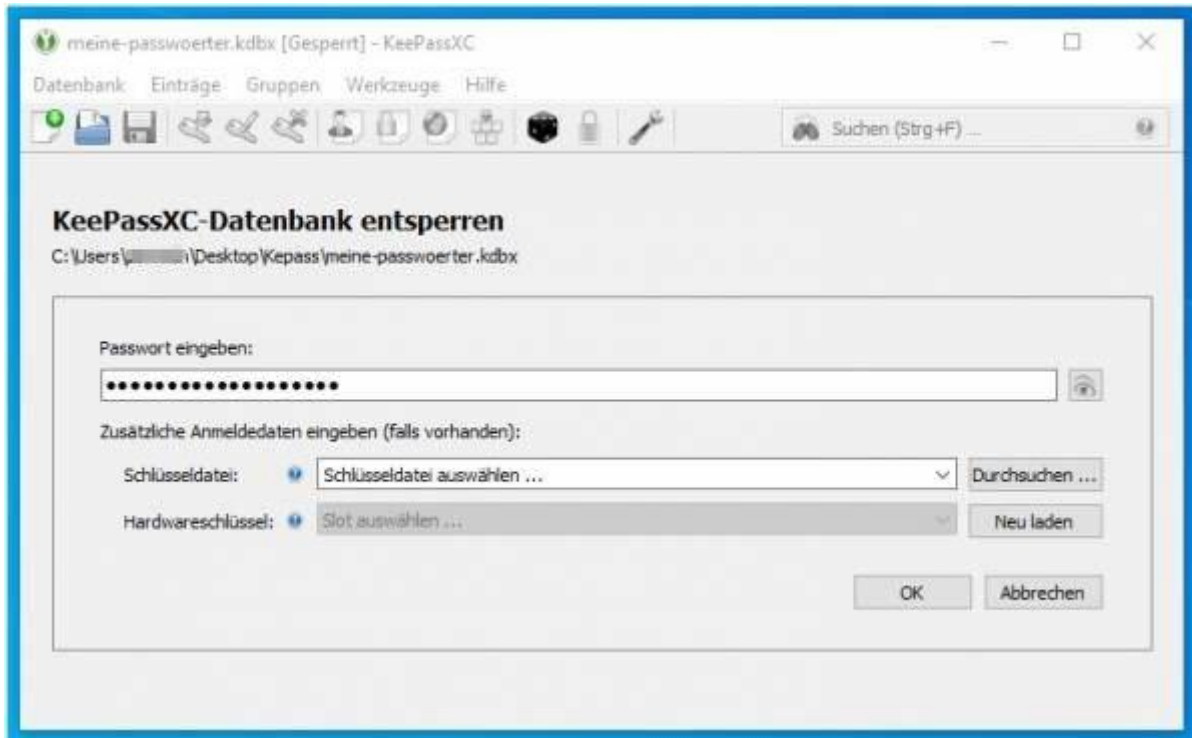 meine-passwoerter.kdbx [Gesperrt] - KeePassXC
Datenbank Einträge Gruppen Werkzeuge Hilfe
Suchen (Strg+F) ...
KeePassXC-Datenbank entsperren
C:\Users\ \Desktop\Kepass\meine-passwoerter.kdbx
Passwort eingeben:
Zusätzliche Anmeldedaten eingeben (falls vorhanden):
Schlüsseldatei: Schlüsseldatei auswählen ... Durchsuchen ...
Hardwareschlüssel: Slot auswählen ... Neu laden
OK Abbrechen